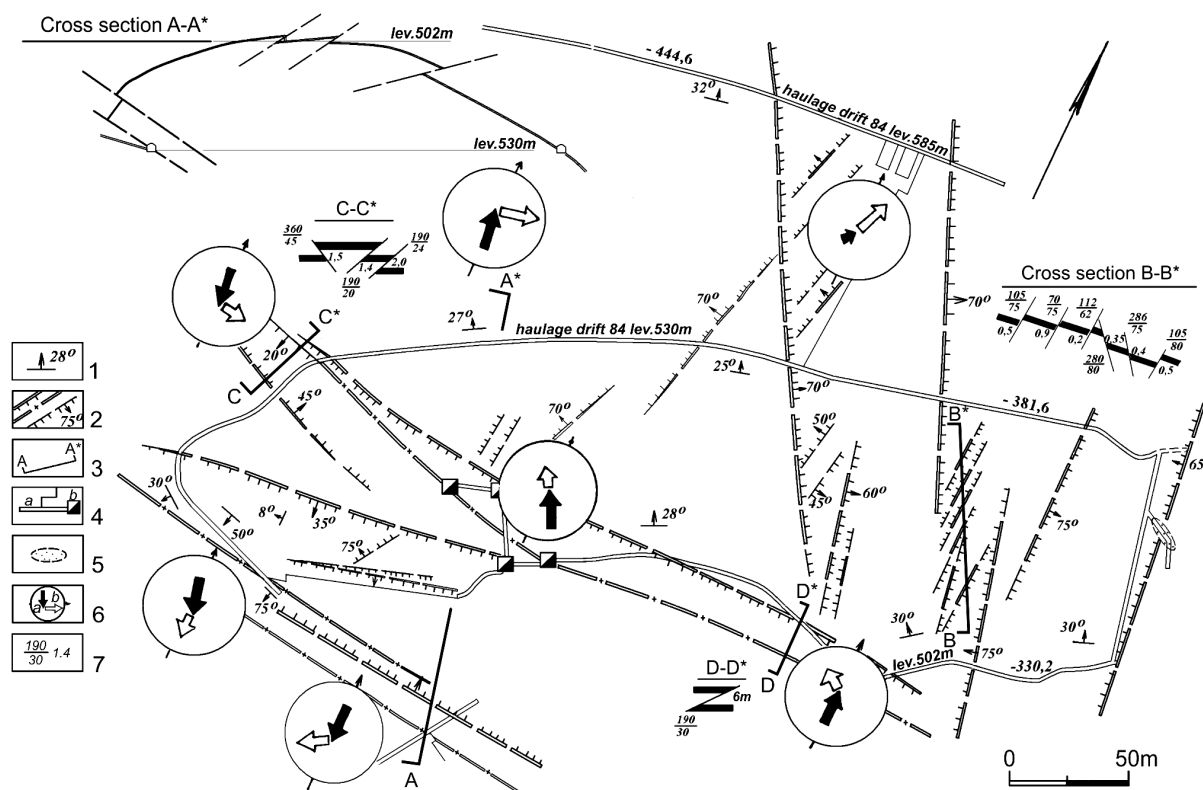 Cross section A-A*
lev.502m
lev.530m
- 444,6
32°
haulage drift 84 lev.585m
C-C*
360
45
1,5
190
24
1,4
2,0
190
20
A*
27°
C*
C
20°
haulage drift 84 lev.530m
70°
70°
25°
70°
Cross section B-B*
105
75
70
75
112
62
286
75
105
80
0,5
0,9
0,2
0,35
0,4
0,5
280
80
- 381,6
28°
1
75°
2
A
A*
3
a
b
4
5
a
b
6
190
30
1.4
7
45°
70°
50°
45°
60°
B*
B
75°
65°
30°
50°
8°
35°
75°
75°
28°
D*
D
30°
30°
75°
lev.502m
-330,2
D-D*
6m
190
30
A
0
50m